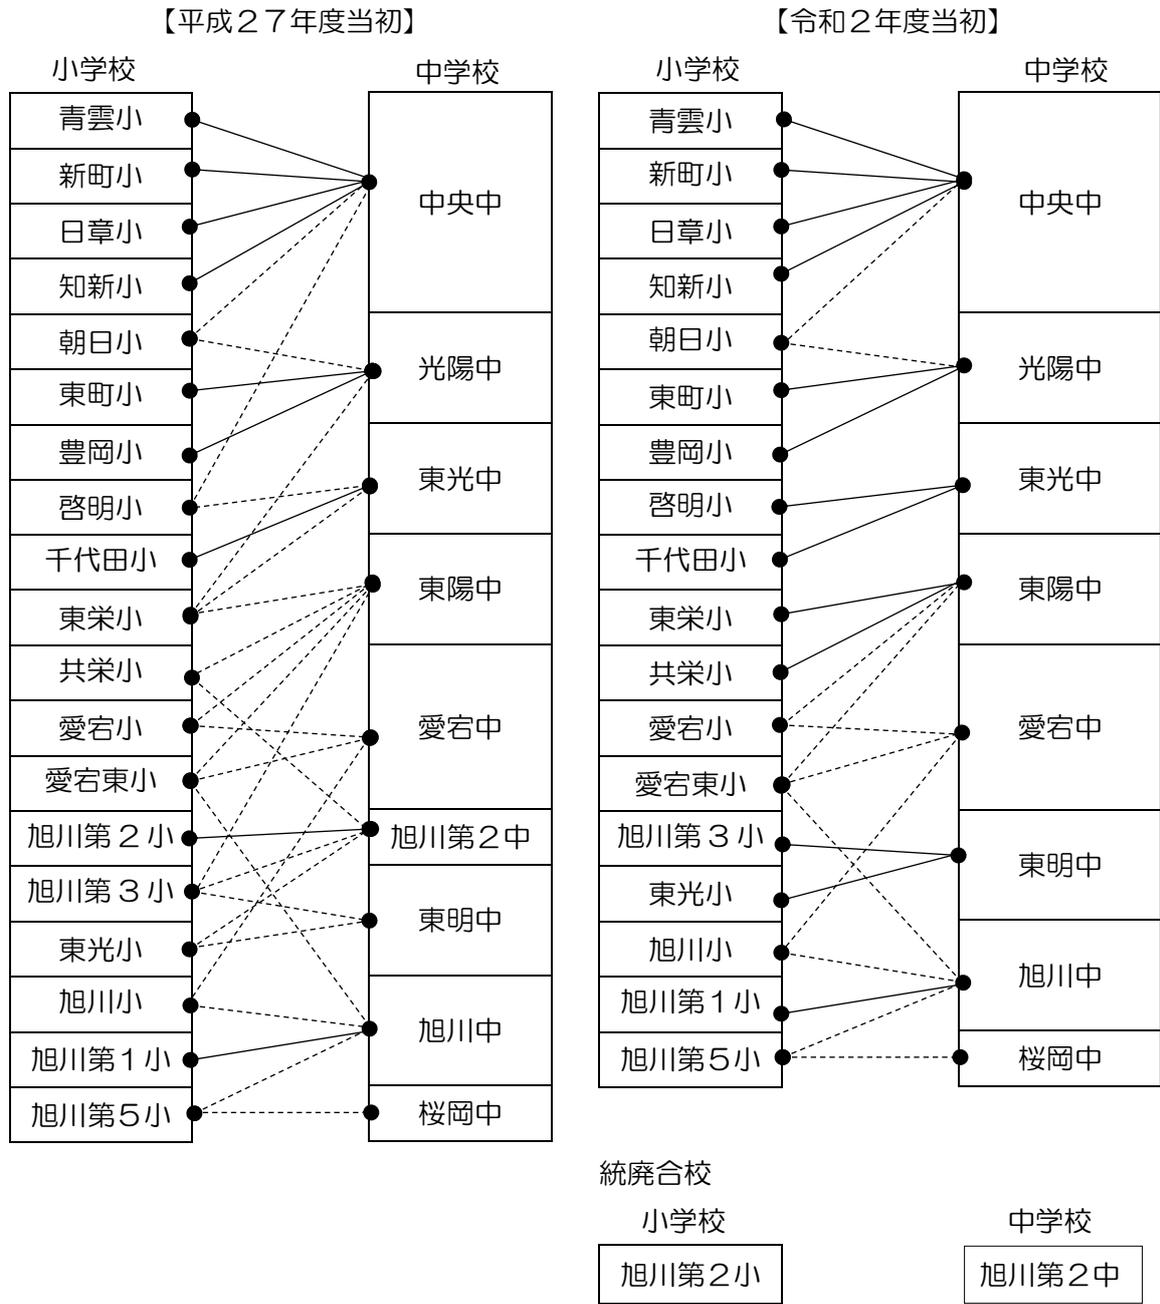 【平成２７年度当初】
小学校
中学校
青雲小
新町小
日章小
知新小
朝日小
東町小
豊岡小
啓明小
千代田小
東栄小
共栄小
愛宕小
愛宕東小
旭川第２小
旭川第３小
東光小
旭川小
旭川第１小
旭川第５小
中央中
光陽中
東光中
東陽中
愛宕中
旭川第２中
東明中
旭川中
桜岡中
【令和２年度当初】
小学校
中学校
青雲小
新町小
日章小
知新小
朝日小
東町小
豊岡小
啓明小
千代田小
東栄小
共栄小
愛宕小
愛宕東小
旭川第３小
東光小
旭川小
旭川第１小
旭川第５小
中央中
光陽中
東光中
東陽中
愛宕中
東明中
旭川中
桜岡中
統廃合校
小学校
中学校
旭川第２小
旭川第２中